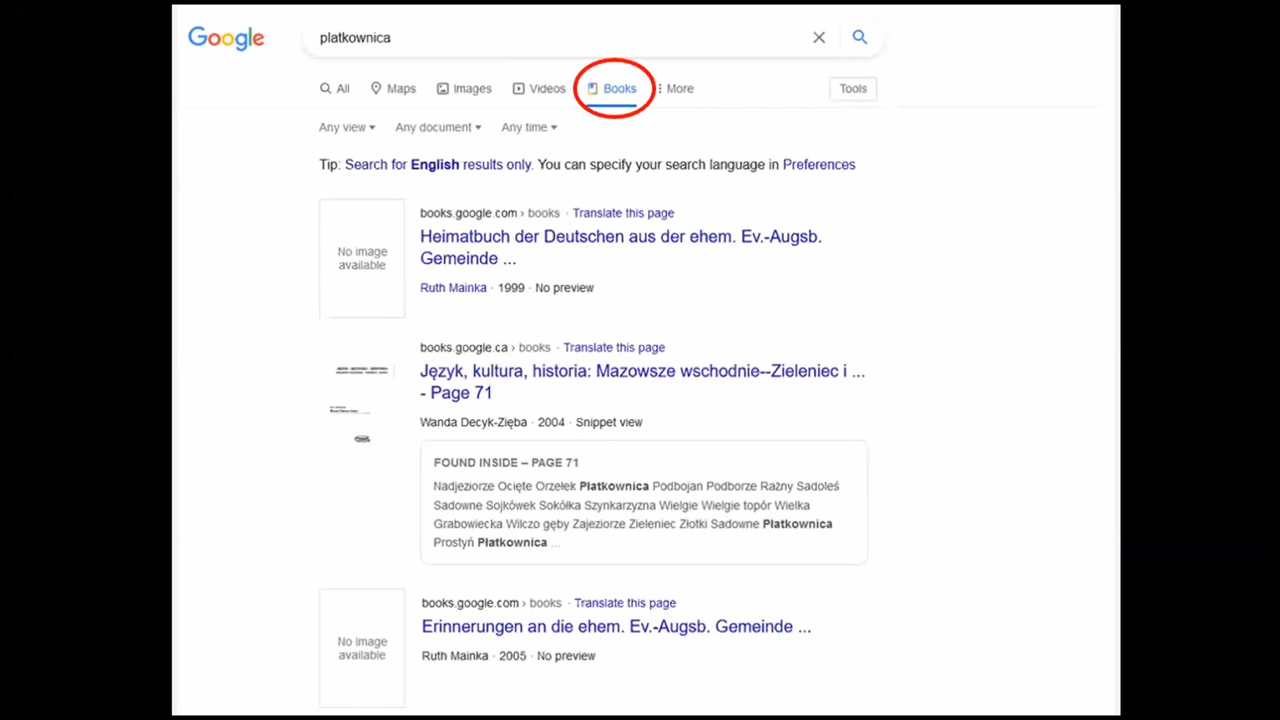 Google
platkownica
All Maps Images Videos Books More Tools
Any view Any document Any time
Tip: Search for English results only. You can specify your search language in Preferences
books.google.com › books · Translate this page
Heimatbuch der Deutschen aus der ehem. Ev.-Augsb.
Gemeinde ...
No image
available
Ruth Mainka · 1999 · No preview
books.google.ca › books · Translate this page
Język, kultura, historia: Mazowsze wschodnie--Zieleniec i ...
- Page 71
Wanda Decyk-Zięba · 2004 · Snippet view
FOUND INSIDE – PAGE 71
Nadjeziorze Ocięte Orzełek Płatkownica Podbojan Podborze Rażny Sadoleś
Sadowne Sojkówek Sokółka Szynkarzyzna Wielgie Wielgie topór Wielka
Grabowiecka Wilczo gęby Zajeziorze Zieleniec Złotki Sadowne Płatkownica
Prostyń Płatkownica ...
books.google.com › books · Translate this page
Erinnerungen an die ehem. Ev.-Augsb. Gemeinde ...
No image
available
Ruth Mainka · 2005 · No preview